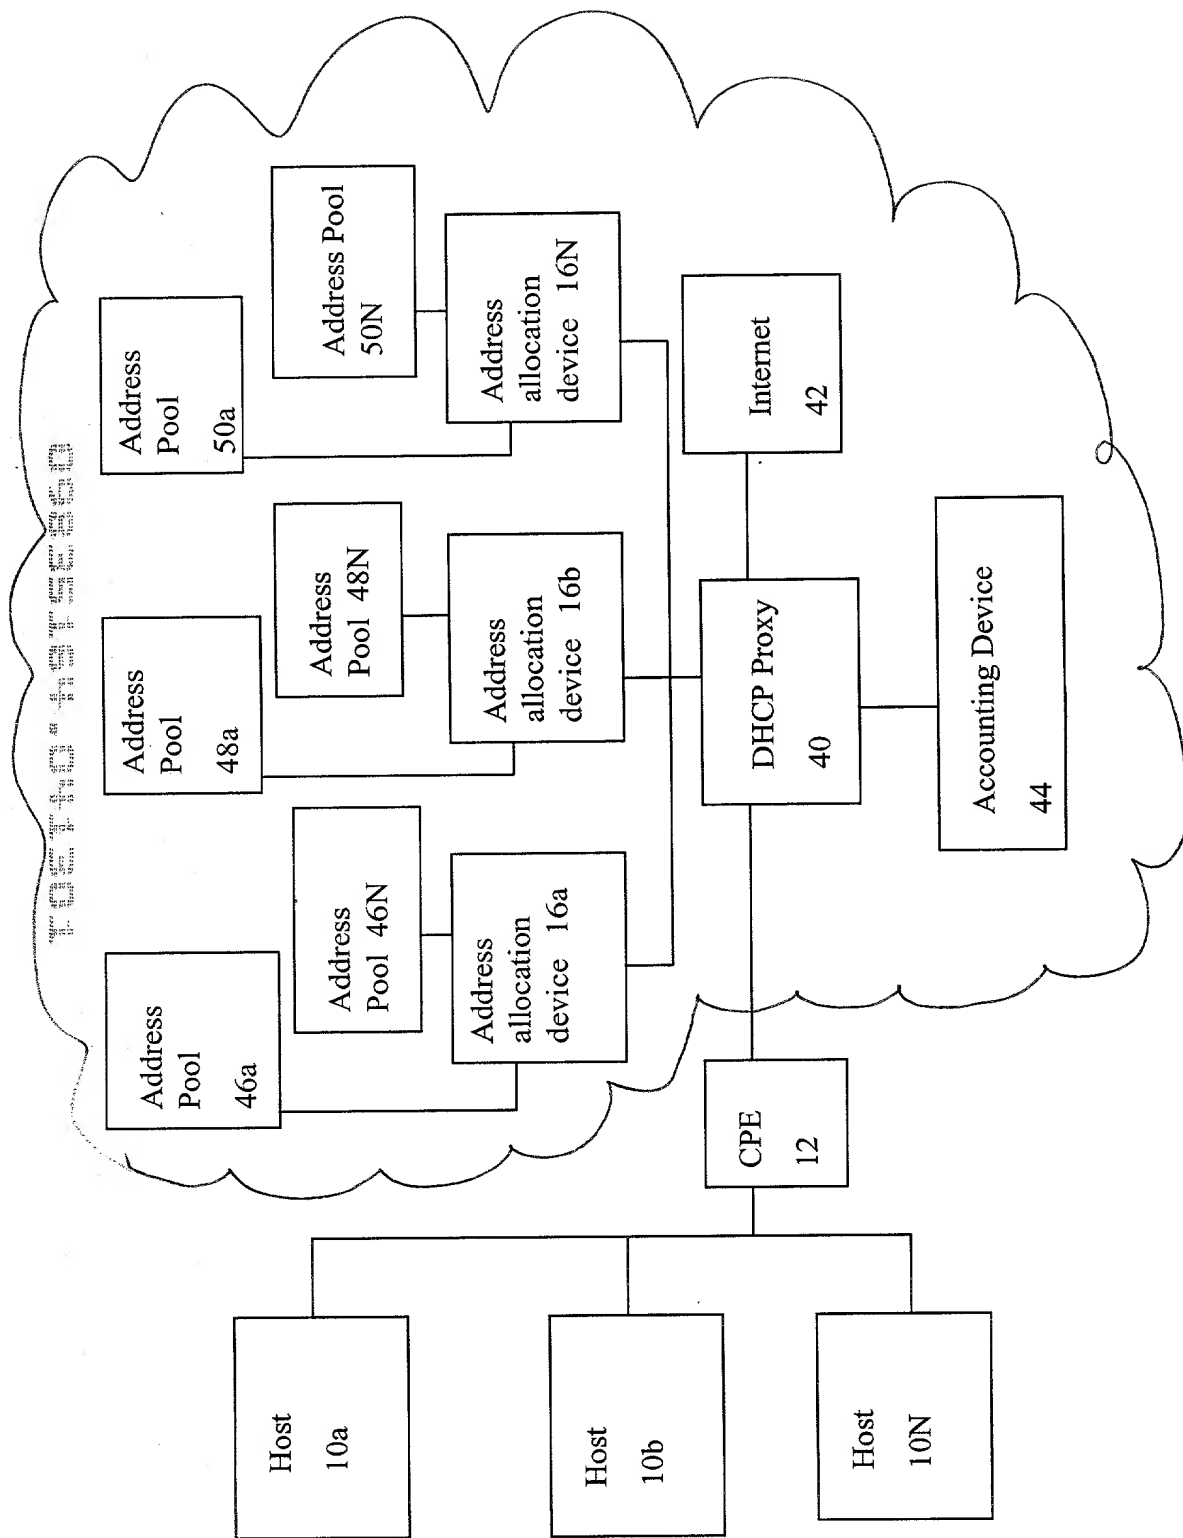 Address
Pool
46a
Address
Pool
48a
Address
Pool
50a
Address
Pool 46N
Address
Pool 48N
Address Pool
50N
Address
allocation
device 16a
Address
allocation
device 16b
Address
allocation
device 16N
Host
10a
Host
10b
Host
10N
CPE
12
DHCP Proxy
40
Internet
42
Accounting Device
44